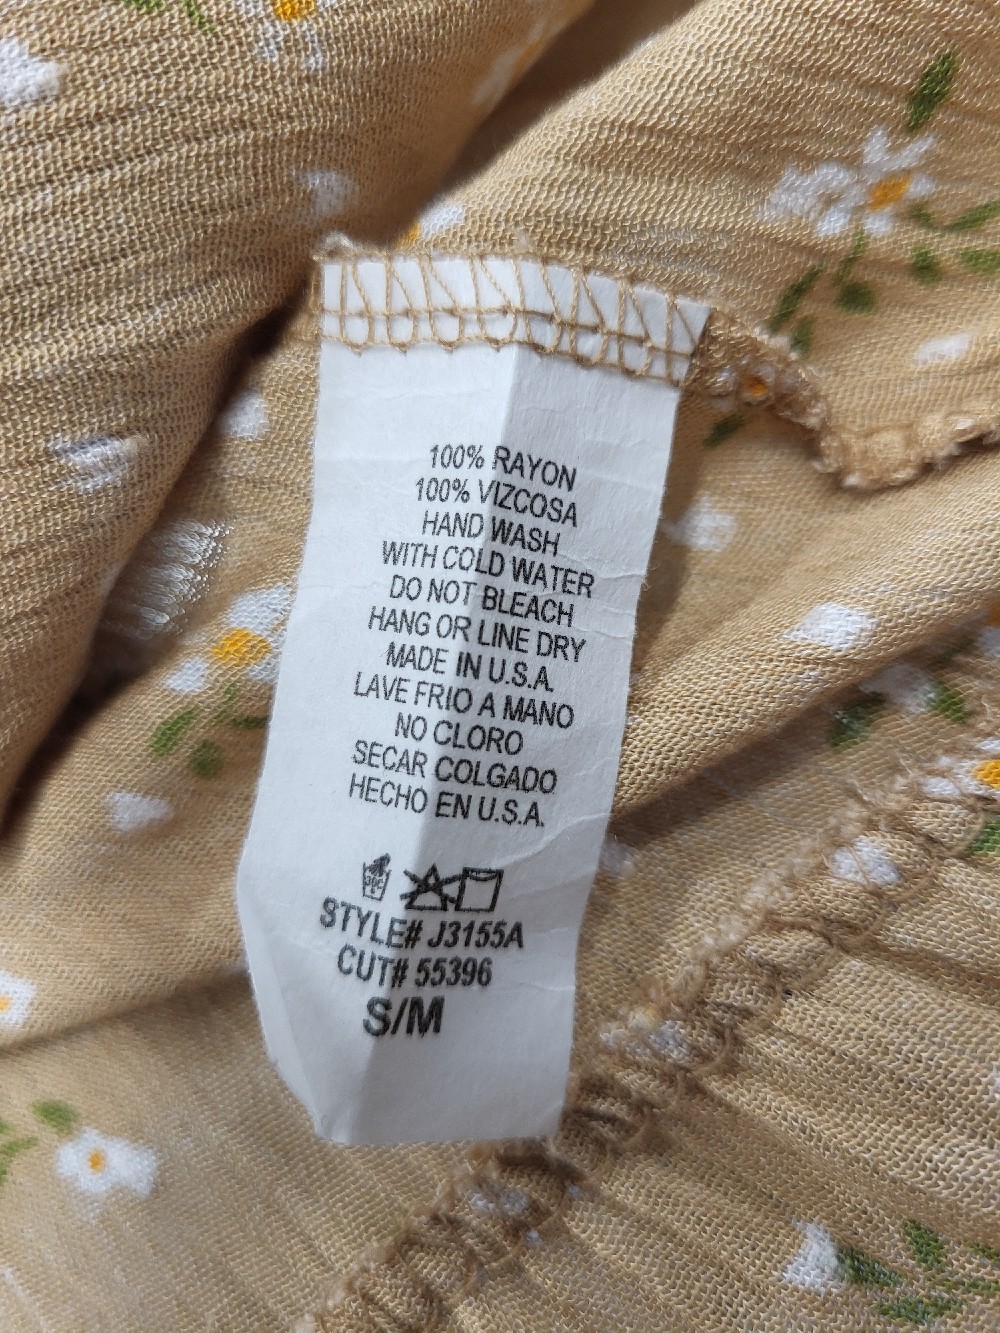 100% RAYON
100% VIZCOSA
HAND WASH
WITH COLD WATER
DO NOT BLEACH
HANG OR LINE DRY
MADE IN U.S.A.
LAVE FRIO A MANO
NO CLORO
SECAR COLGADO
HECHO EN U.S.A.
30C
STYLE# J3155A
CUT# 55396
S/M